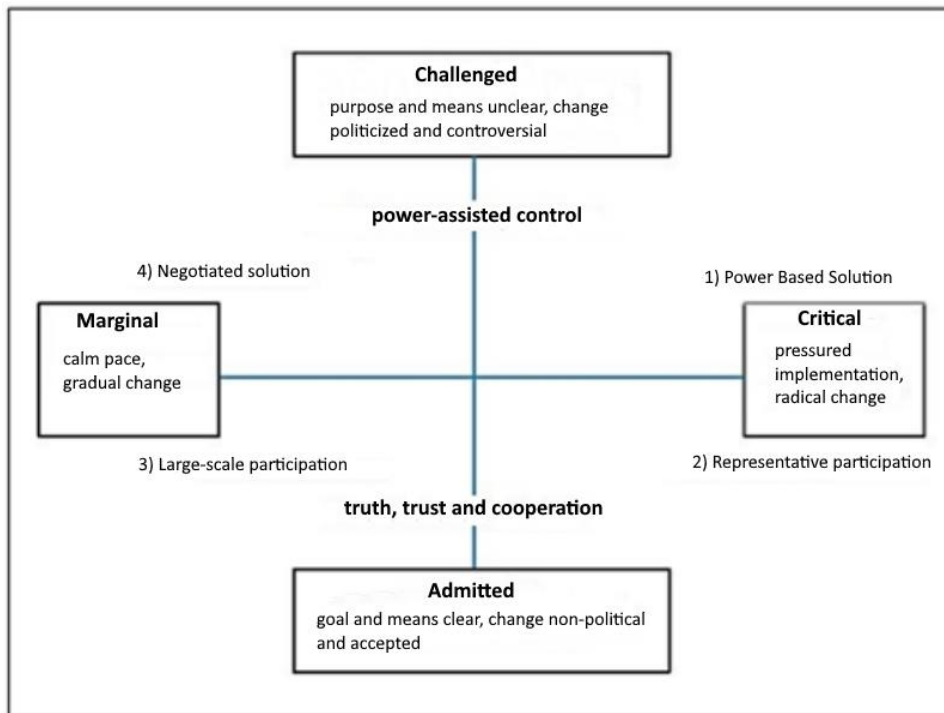 Challenged
purpose and means unclear, change
politicized and controversial
power-assisted control
4) Negotiated solution
1) Power Based Solution
Marginal
calm pace,
gradual change
Critical
pressured
implementation,
radical change
3) Large-scale participation
2) Representative participation
truth, trust and cooperation
Admitted
goal and means clear, change non-political
and accepted